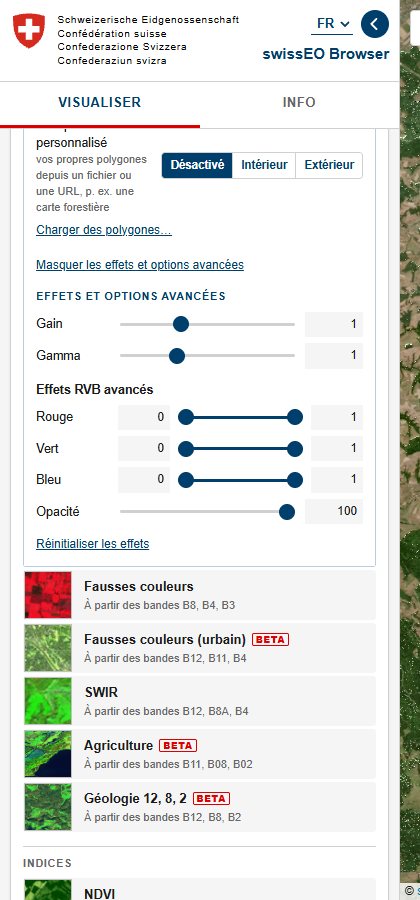 Schweizerische Eidgenossenschaft
Confédération suisse
Confederazione Svizzera
Confederaziun svizra
FR
swissEO Browser
VISUALISER
INFO
personnalisé
vos propres polygones
depuis un fichier ou
une URL, p. ex. une
carte forestière
Désactivé
Intérieur
Extérieur
Charger des polygones…
Masquer les effets et options avancées
EFFETS ET OPTIONS AVANCÉES
Gain 1
Gamma 1
Effets RVB avancés
Rouge 0 1
Vert 0 1
Bleu 0 1
Opacité 100
Réinitialiser les effets
Fausses couleurs
À partir des bandes B8, B4, B3
Fausses couleurs (urbain) BETA
À partir des bandes B12, B11, B4
SWIR
À partir des bandes B12, B8A, B4
Agriculture BETA
À partir des bandes B11, B08, B02
Géologie 12, 8, 2 BETA
À partir des bandes B12, B8, B2
INDICES
NDVI
©